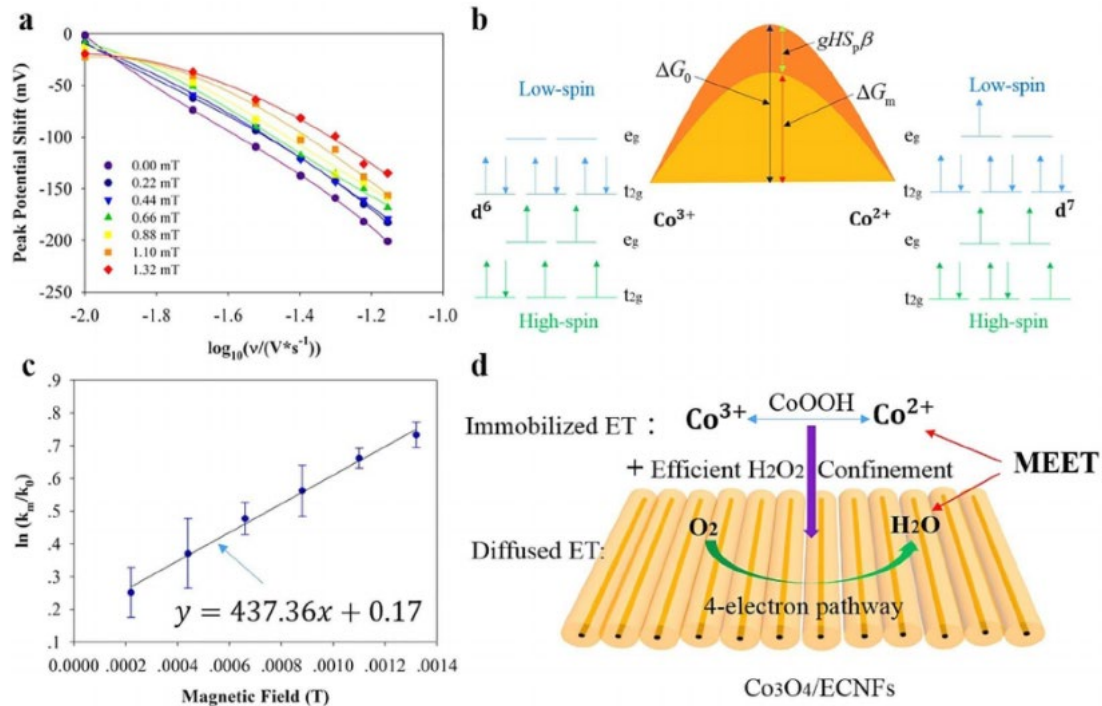 a
0
-50
-100
-150
-200
-250
Peak Potential Shift (mV)
0.00 mT
0.22 mT
0.44 mT
0.66 mT
0.88 mT
1.10 mT
1.32 mT
-2.0 -1.8 -1.6 -1.4 -1.2 -1.0
log₁₀(ν/(V*s⁻¹))
b
gHSₚβ
ΔG₀
ΔGₘ
Low-spin
e_g
t₂g
d⁶
e_g
t₂g
High-spin
Co³⁺
Co²⁺
Low-spin
e_g
t₂g
d⁷
e_g
t₂g
High-spin
c
.9
.8
.7
.6
.5
.4
.3
.2
.1
ln (kₘ/k₀)
y = 437.36x + 0.17
0.0000 .0002 .0004 .0006 .0008 .0010 .0012 .0014
Magnetic Field (T)
d
Immobilized ET : Co³⁺ CoOOH Co²⁺
+ Efficient H2O2 Confinement
MEET
Diffused ET: O2 H2O
4-electron pathway
Co3O4/ECNFs